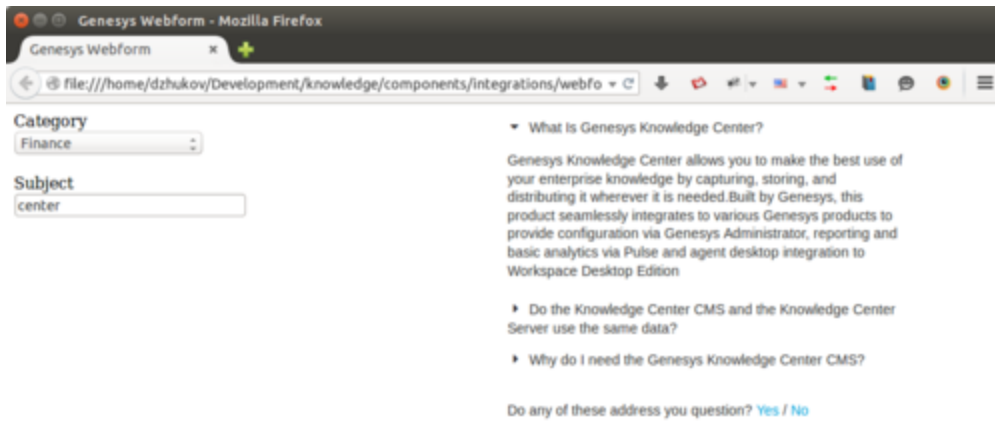 Genesys Webform - Mozilla Firefox
Genesys Webform
file:///home/dzhukov/Development/knowledge/components/integrations/webfo
Category
Finance
Subject
center
What Is Genesys Knowledge Center?
Genesys Knowledge Center allows you to make the best use of
your enterprise knowledge by capturing, storing, and
distributing it wherever it is needed.Built by Genesys, this
product seamlessly integrates to various Genesys products to
provide configuration via Genesys Administrator, reporting and
basic analytics via Pulse and agent desktop integration to
Workspace Desktop Edition
Do the Knowledge Center CMS and the Knowledge Center
Server use the same data?
Why do I need the Genesys Knowledge Center CMS?
Do any of these address you question? Yes / No